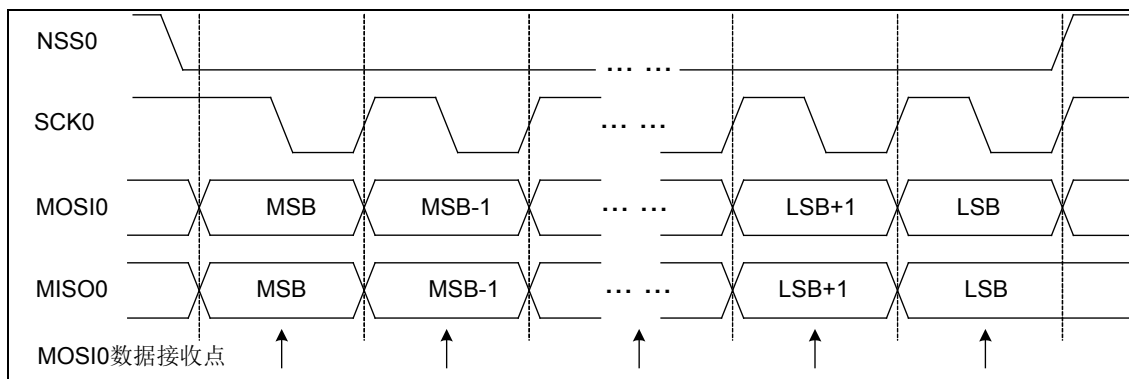 NSS0
... ...
SCK0
... ...
MOSI0 MSB MSB-1 ... ... LSB+1 LSB
MISO0 MSB MSB-1 ... ... LSB+1 LSB
MOSI0数据接收点